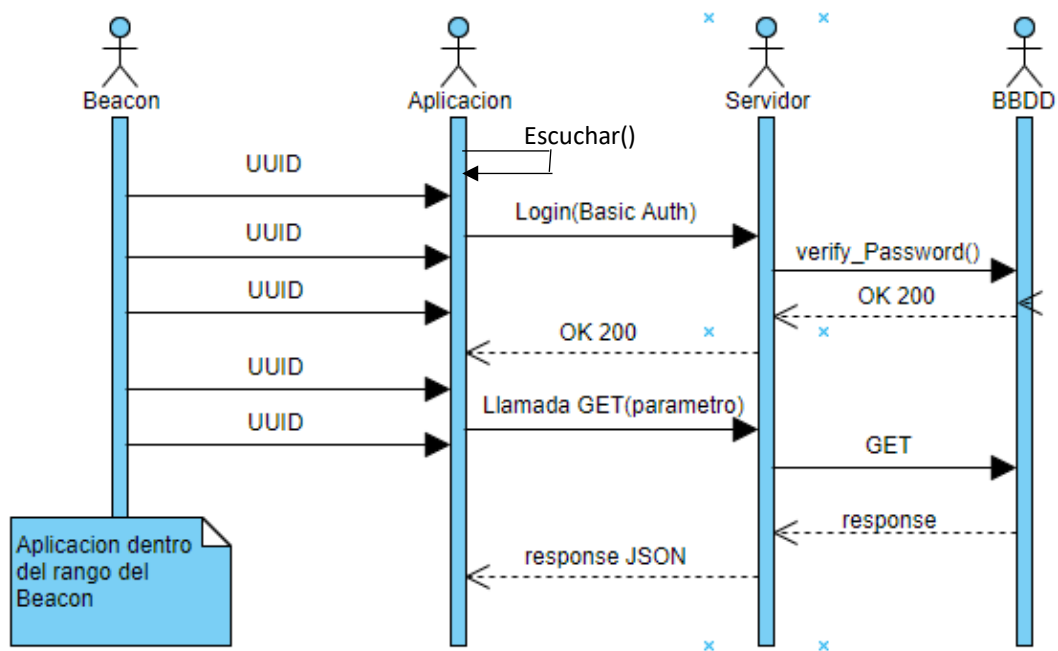 Beacon
Aplicacion
Servidor
BBDD
Escuchar()
UUID
Login(Basic Auth)
UUID
verify_Password()
UUID
OK 200
OK 200
UUID
Llamada GET(parametro)
UUID
GET
response
Aplicacion dentro
del rango del
Beacon
response JSON